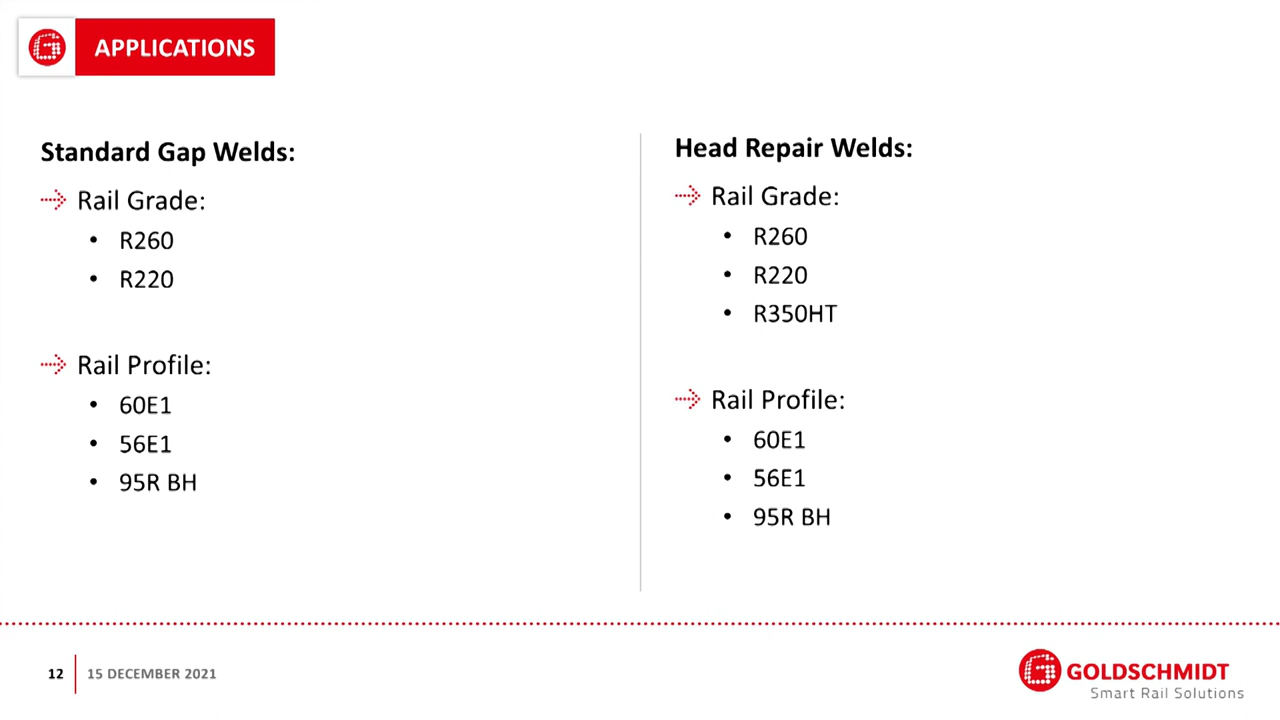 APPLICATIONS
Standard Gap Welds:
Rail Grade:
• R260
• R220
Rail Profile:
• 60E1
• 56E1
• 95R BH
Head Repair Welds:
Rail Grade:
• R260
• R220
• R350HT
Rail Profile:
• 60E1
• 56E1
• 95R BH
12
15 DECEMBER 2021
GOLDSCHMIDT
Smart Rail Solutions